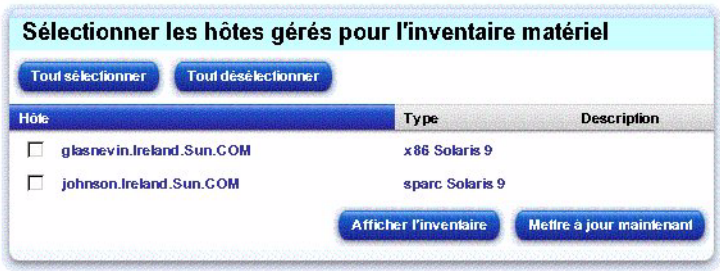 Sélectionner les hôtes gérés pour l'inventaire matériel
Tout sélectionner Tout désélectionner
Hôte Type Description
glasnevin.Ireland.Sun.COM x86 Solaris 9
johnson.Ireland.Sun.COM sparc Solaris 9
Afficher l'inventaire Mettre à jour maintenant